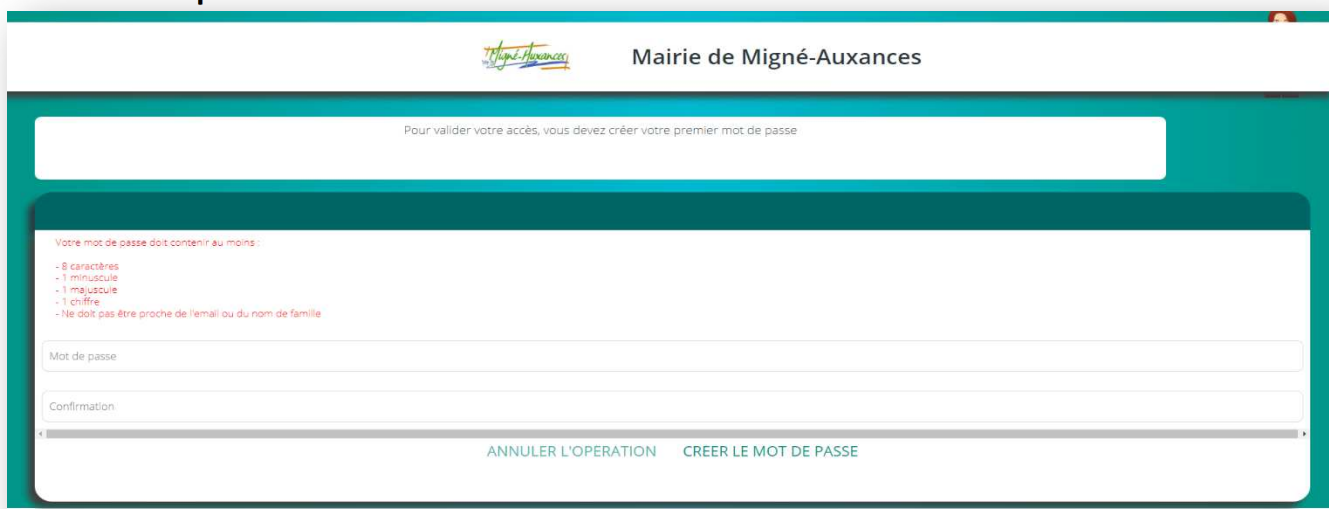 Migné-Auxances
Mairie de Migné-Auxances
Pour valider votre accès, vous devez créer votre premier mot de passe
Votre mot de passe doit contenir au moins :
- 8 caractères
- 1 minuscule
- 1 majuscule
- 1 chiffre
- Ne doit pas être proche de l'email ou du nom de famille
Mot de passe
Confirmation
ANNULER L'OPERATION CREER LE MOT DE PASSE